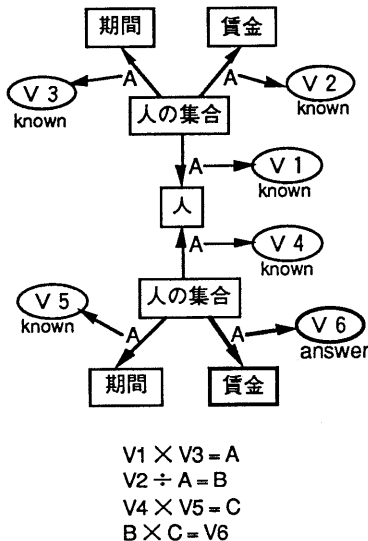 期間
賃金
A
A
V 3
known
V 2
known
人の集合
A
V 1
known
人
A
V 4
known
人の集合
V 5
known
A
A
V 6
answer
期間
賃金
V1 × V3 = A
V2 ÷ A = B
V4 × V5 = C
B × C = V6